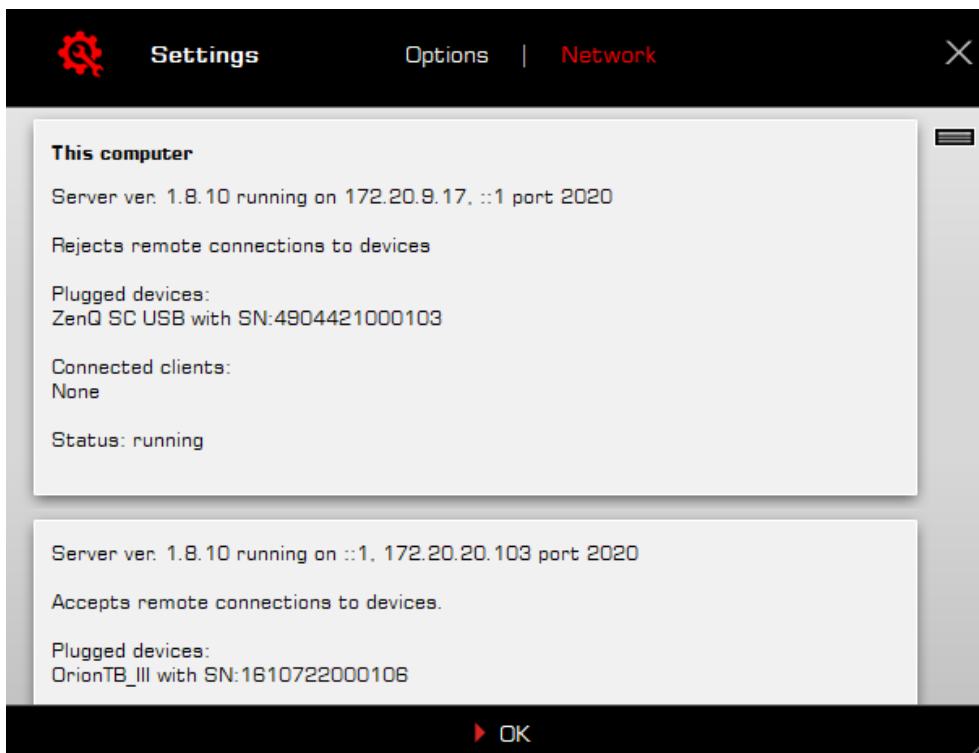 Settings Options | Network
This computer
Server ver. 1.8.10 running on 172.20.9.17, ::1 port 2020
Rejects remote connections to devices
Plugged devices:
ZenQ SC USB with SN:4904421000103
Connected clients:
None
Status: running
Server ver. 1.8.10 running on ::1, 172.20.20.103 port 2020
Accepts remote connections to devices.
Plugged devices:
OrionTB_III with SN:1610722000106
OK